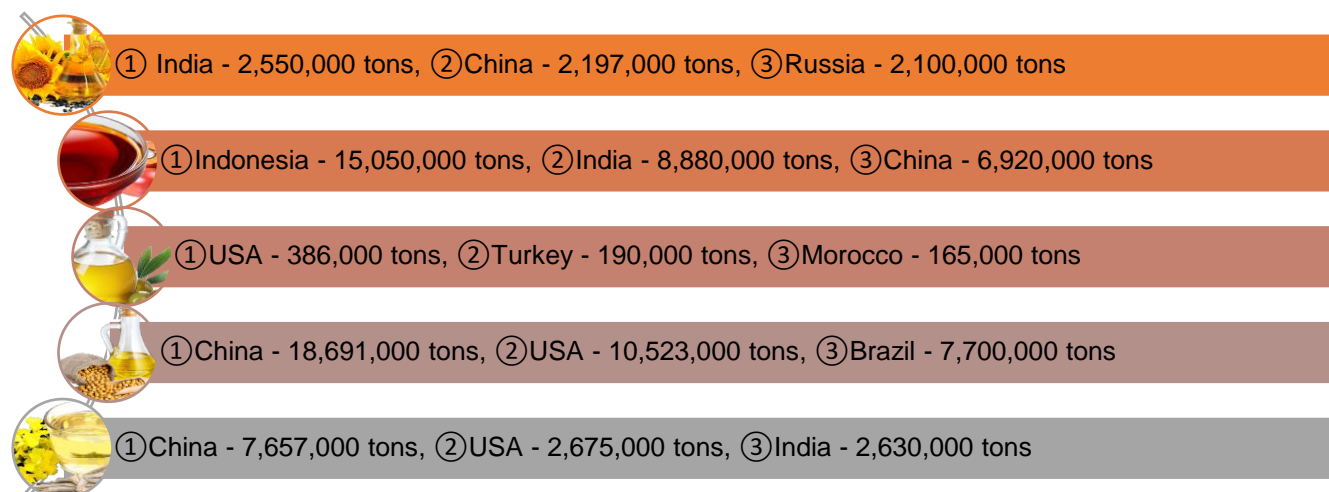 ① India - 2,550,000 tons, ②China - 2,197,000 tons, ③Russia - 2,100,000 tons
①Indonesia - 15,050,000 tons, ②India - 8,880,000 tons, ③China - 6,920,000 tons
①USA - 386,000 tons, ②Turkey - 190,000 tons, ③Morocco - 165,000 tons
①China - 18,691,000 tons, ②USA - 10,523,000 tons, ③Brazil - 7,700,000 tons
①China - 7,657,000 tons, ②USA - 2,675,000 tons, ③India - 2,630,000 tons